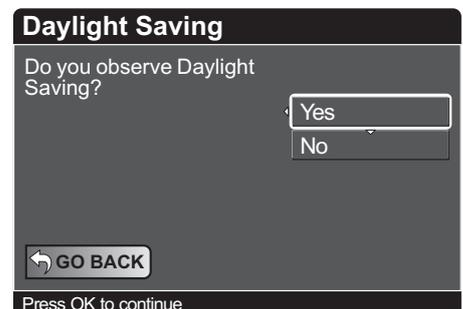 Daylight Saving
Do you observe Daylight
Saving?
Yes
No
GO BACK
Press OK to continue